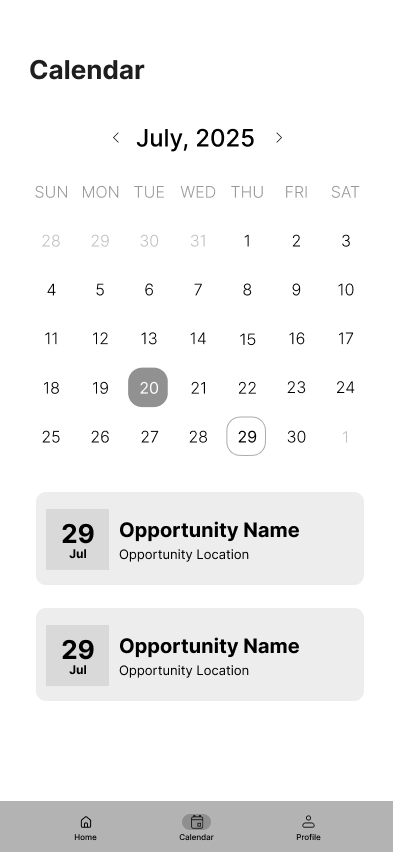 Calendar
July, 2025
SUN MON TUE WED THU FRI SAT
28 29 30 31 1 2 3
4 5 6 7 8 9 10
11 12 13 14 15 16 17
18 19 20 21 22 23 24
25 26 27 28 29 30 1
29
Jul
Opportunity Name
Opportunity Location
29
Jul
Opportunity Name
Opportunity Location
Home Calendar Profile